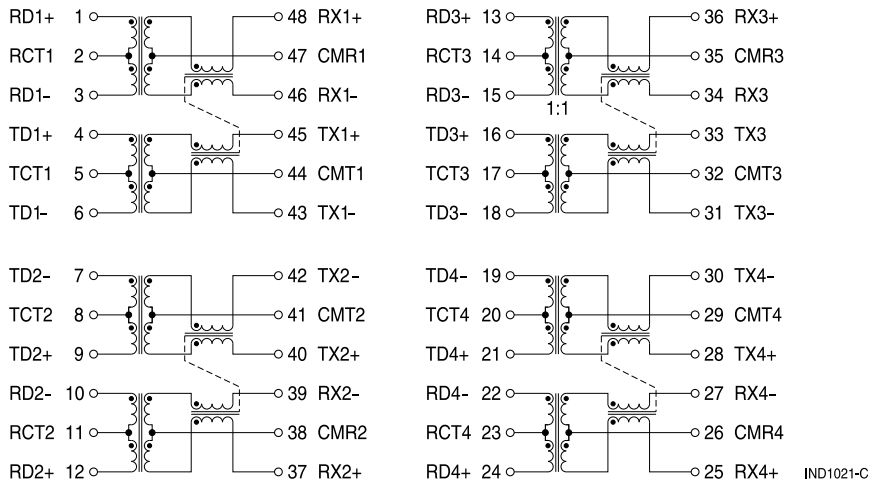 RD1+ 1 48 RX1+ RD3+ 13 36 RX3+
RCT1 2 47 CMR1 RCT3 14 35 CMR3
RD1- 3 46 RX1- RD3- 15 34 RX3
1:1
TD1+ 4 45 TX1+ TD3+ 16 33 TX3
TCT1 5 44 CMT1 TCT3 17 32 CMT3
TD1- 6 43 TX1- TD3- 18 31 TX3-
TD2- 7 42 TX2- TD4- 19 30 TX4-
TCT2 8 41 CMT2 TCT4 20 29 CMT4
TD2+ 9 40 TX2+ TD4+ 21 28 TX4+
RD2- 10 39 RX2- RD4- 22 27 RX4-
RCT2 11 38 CMR2 RCT4 23 26 CMR4
RD2+ 12 37 RX2+ RD4+ 24 25 RX4+ IND1021-C